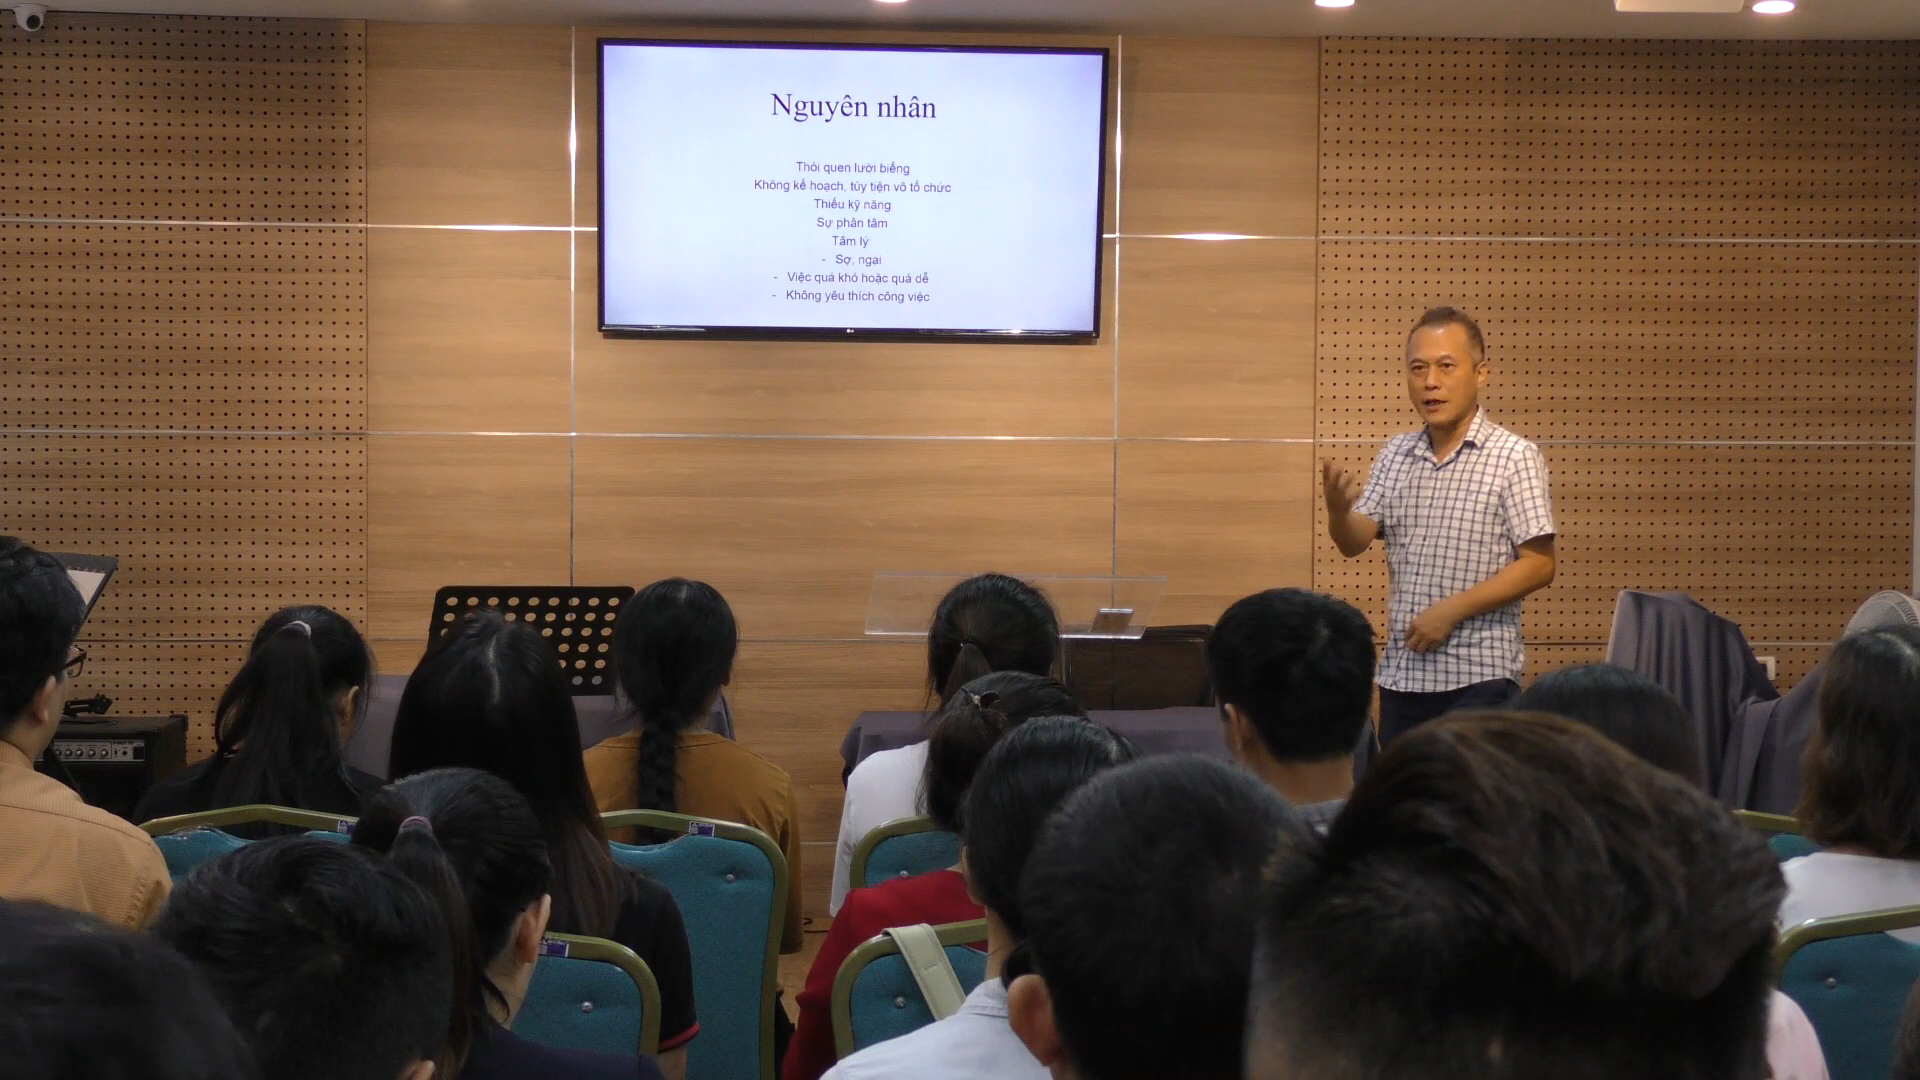 Nguyên nhân
Thói quen lười biếng
Không kế hoạch, tùy tiện vô tổ chức
Thiếu kỹ năng
Sự phân tâm
Tâm lý
- Sợ, ngại
- Việc quá khó hoặc quá dễ
- Không yêu thích công việc
LG